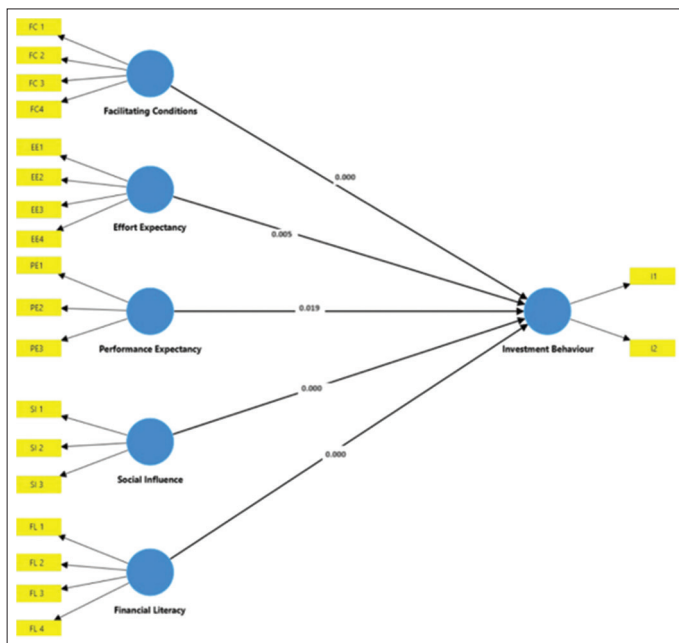 FC 1
FC 2
FC 3
FC4
Facilitating Conditions
0.000
EE1
EE2
EE3
EE4
Effort Expectancy
0.005
PE1
PE2
PE3
Performance Expectancy
0.019
I1
I2
Investment Behaviour
SI 1
SI 2
SI 3
Social Influence
0.000
FL 1
FL 2
FL 3
FL 4
Financial Literacy
0.000